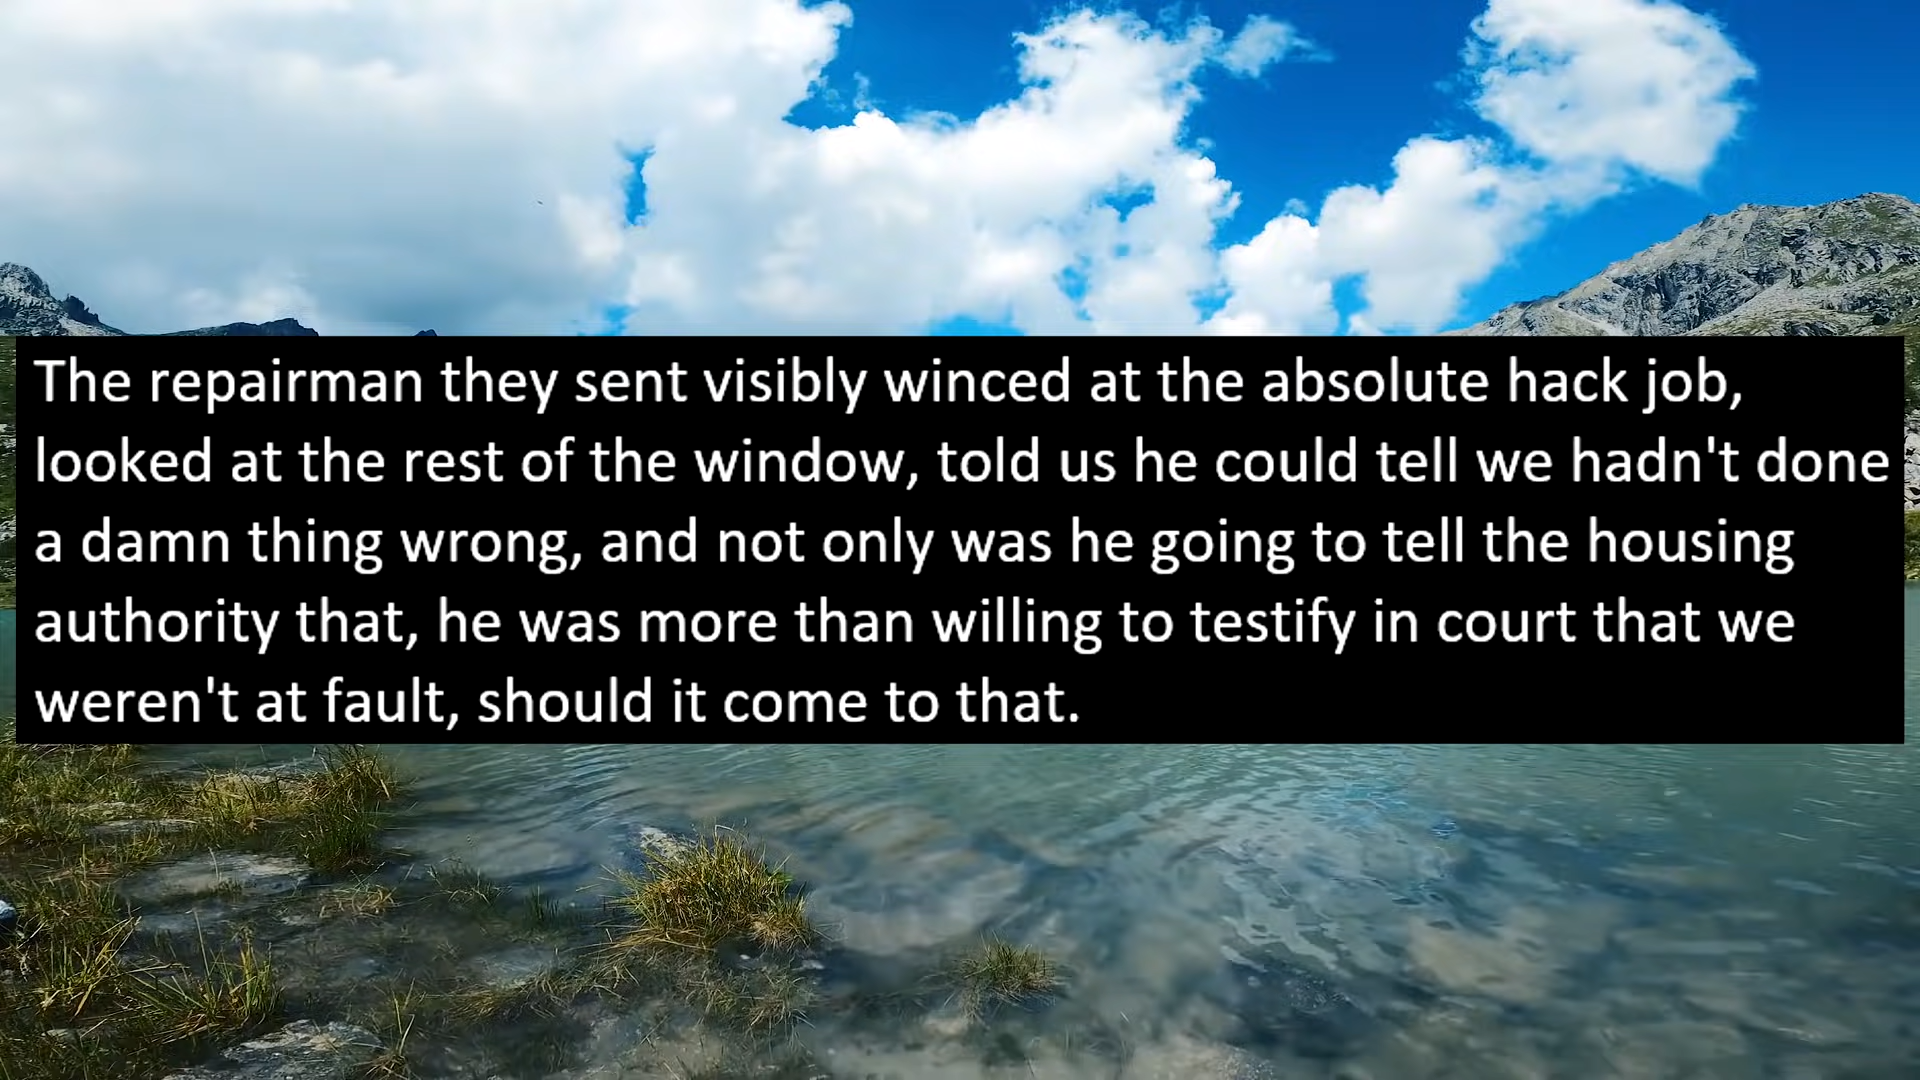 The repairman they sent visibly winced at the absolute hack job,
looked at the rest of the window, told us he could tell we hadn't done
a damn thing wrong, and not only was he going to tell the housing
authority that, he was more than willing to testify in court that we
weren't at fault, should it come to that.